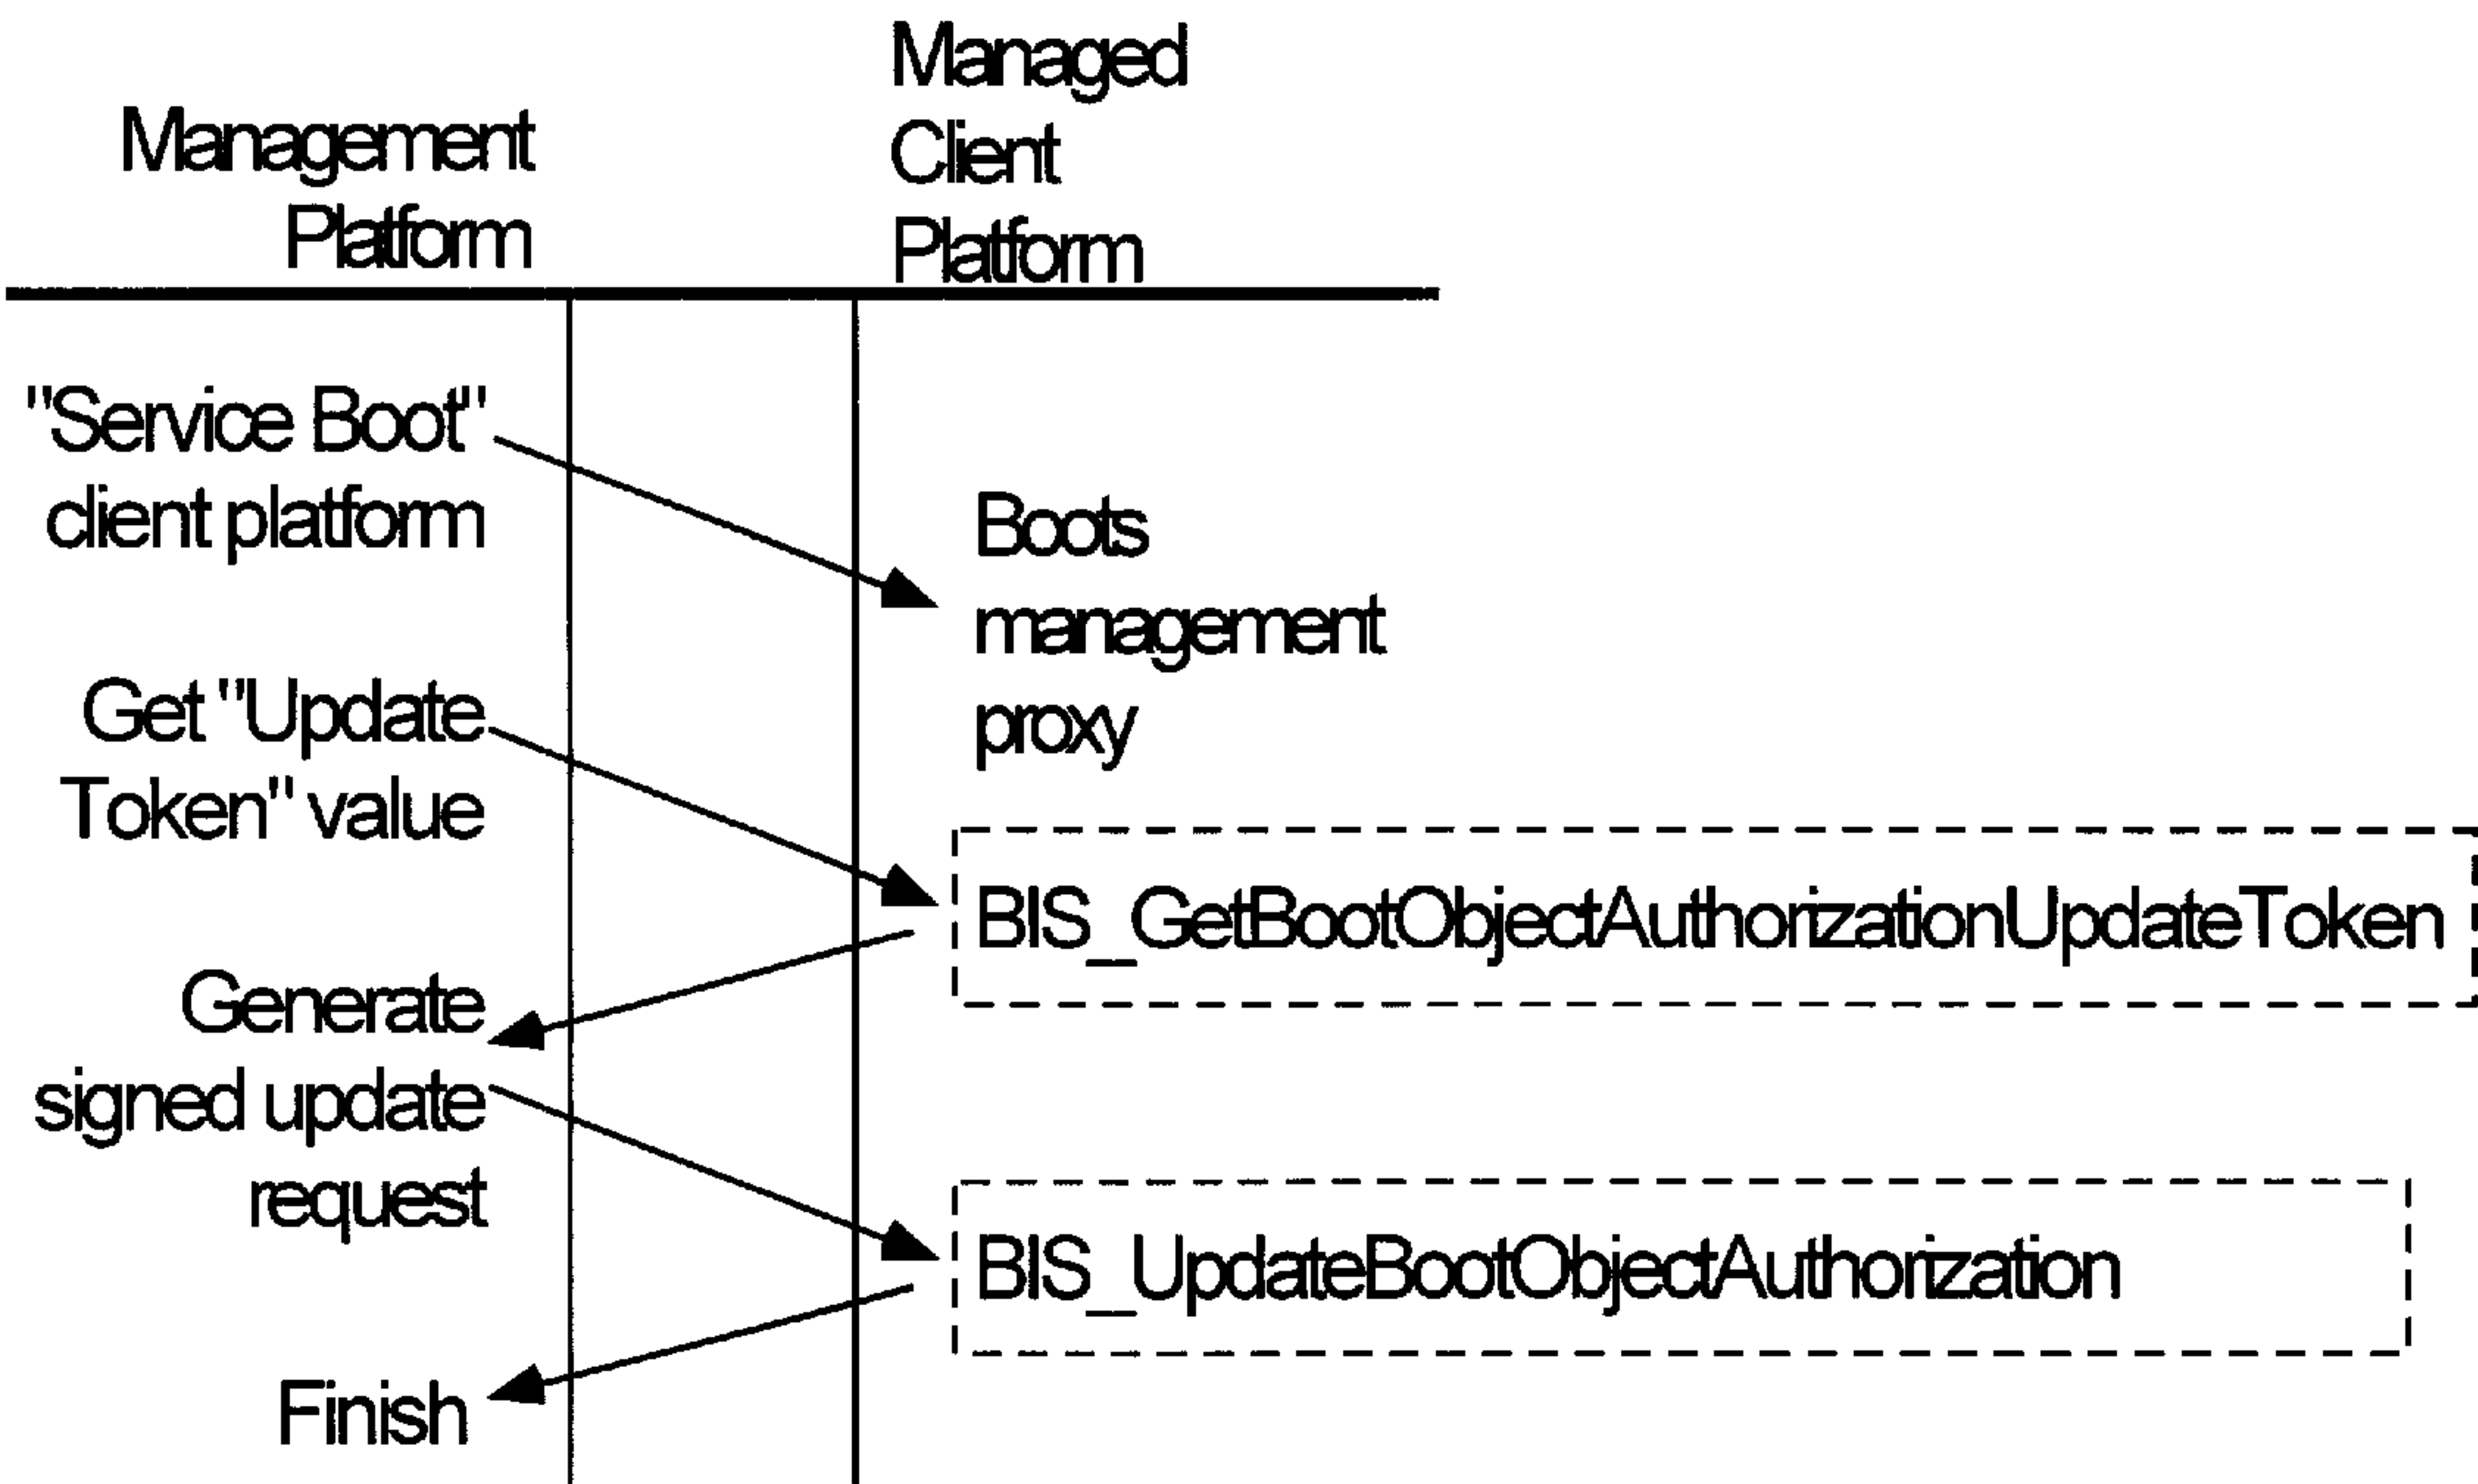 Management
Platform
Managed
Client
Platform
"Service Boot"
client platform
Boots
management
proxy
Get "Update
Token" value
BIS_GetBootObjectAuthorizationUpdateToken
Generate
signed update
request
BIS_UpdateBootObjectAuthorization
Finish